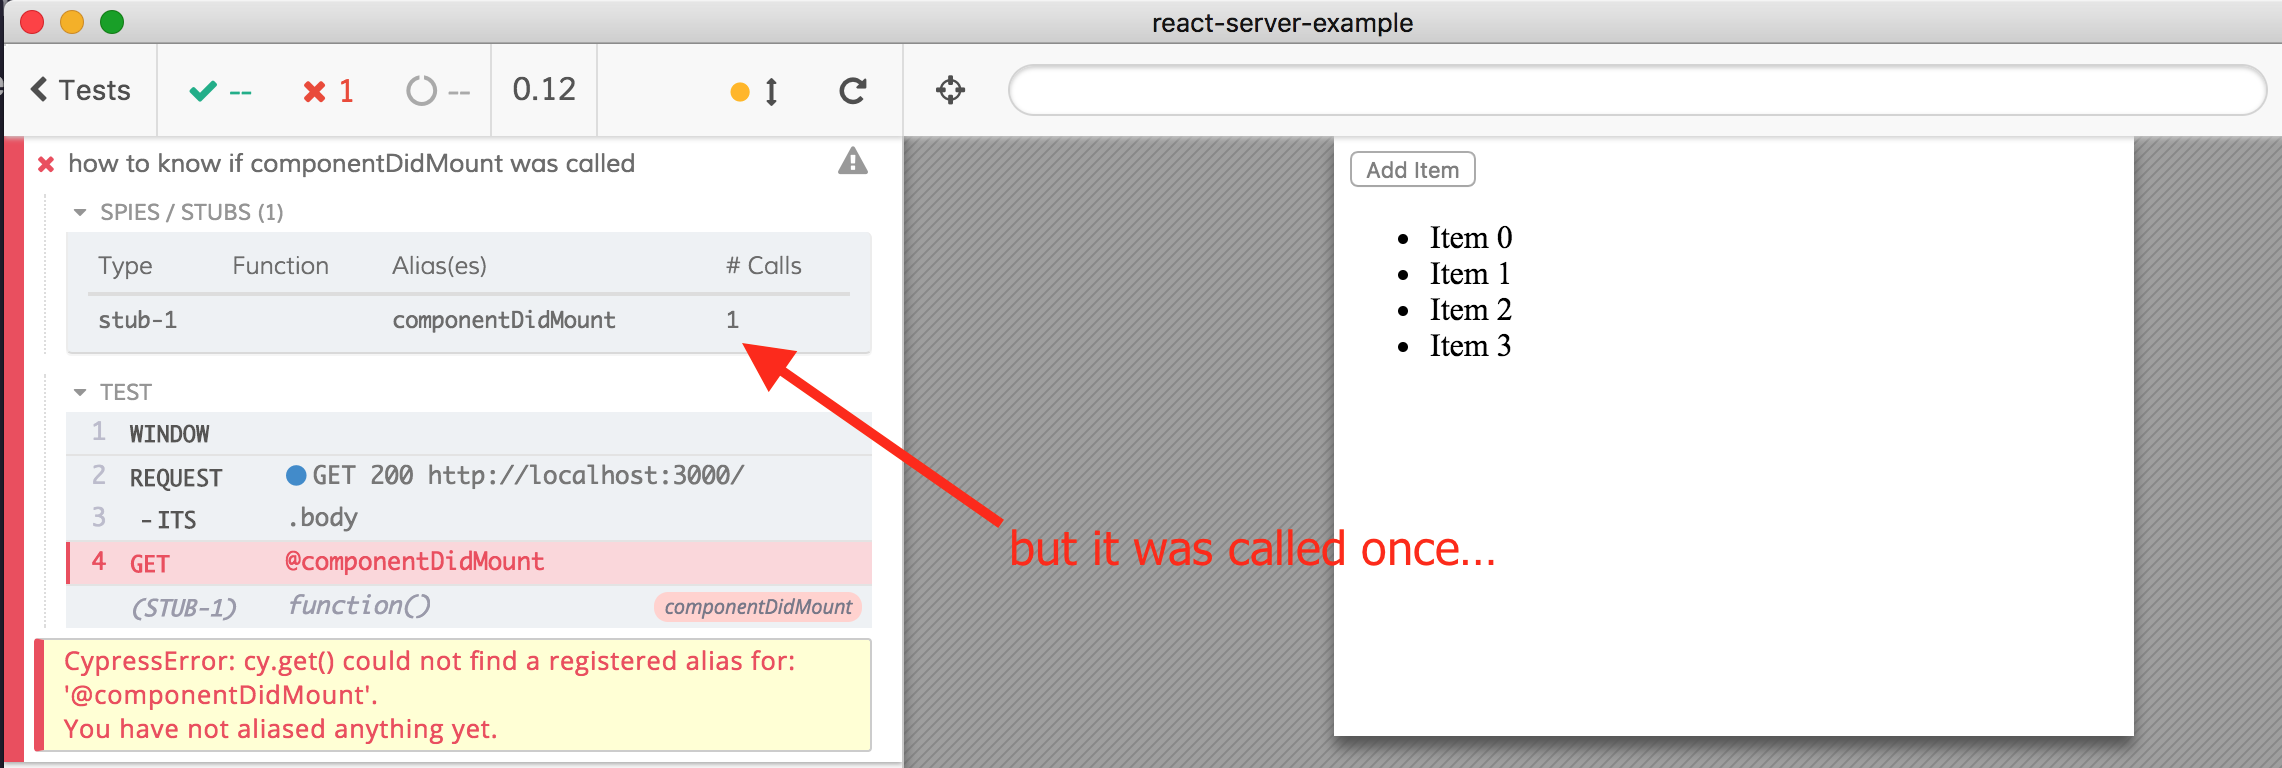 react-server-example
Tests
--
1
--
0.12
how to know if componentDidMount was called
SPIES / STUBS (1)
Type Function Alias(es) # Calls
stub-1 componentDidMount 1
TEST
1 WINDOW
2 REQUEST GET 200 http://localhost:3000/
3 -ITS .body
4 GET @componentDidMount
(STUB-1) function() componentDidMount
CypressError: cy.get() could not find a registered alias for:
'@componentDidMount'.
You have not aliased anything yet.
Add Item
Item 0
Item 1
Item 2
Item 3
but it was called once...